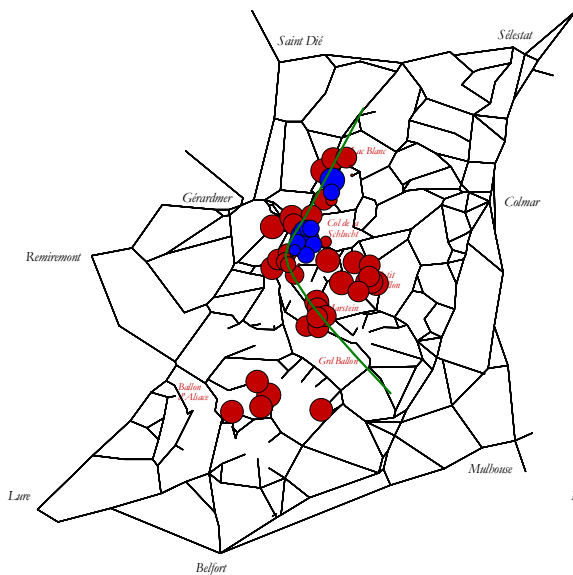 Sélestat
Saint Dié
Lac Blanc
Gérardmer
Colmar
Col de la
Schlucht
Remiremont
Grd Ballon
Ballon
d'Alsace
Mulhouse
Lure
Belfort